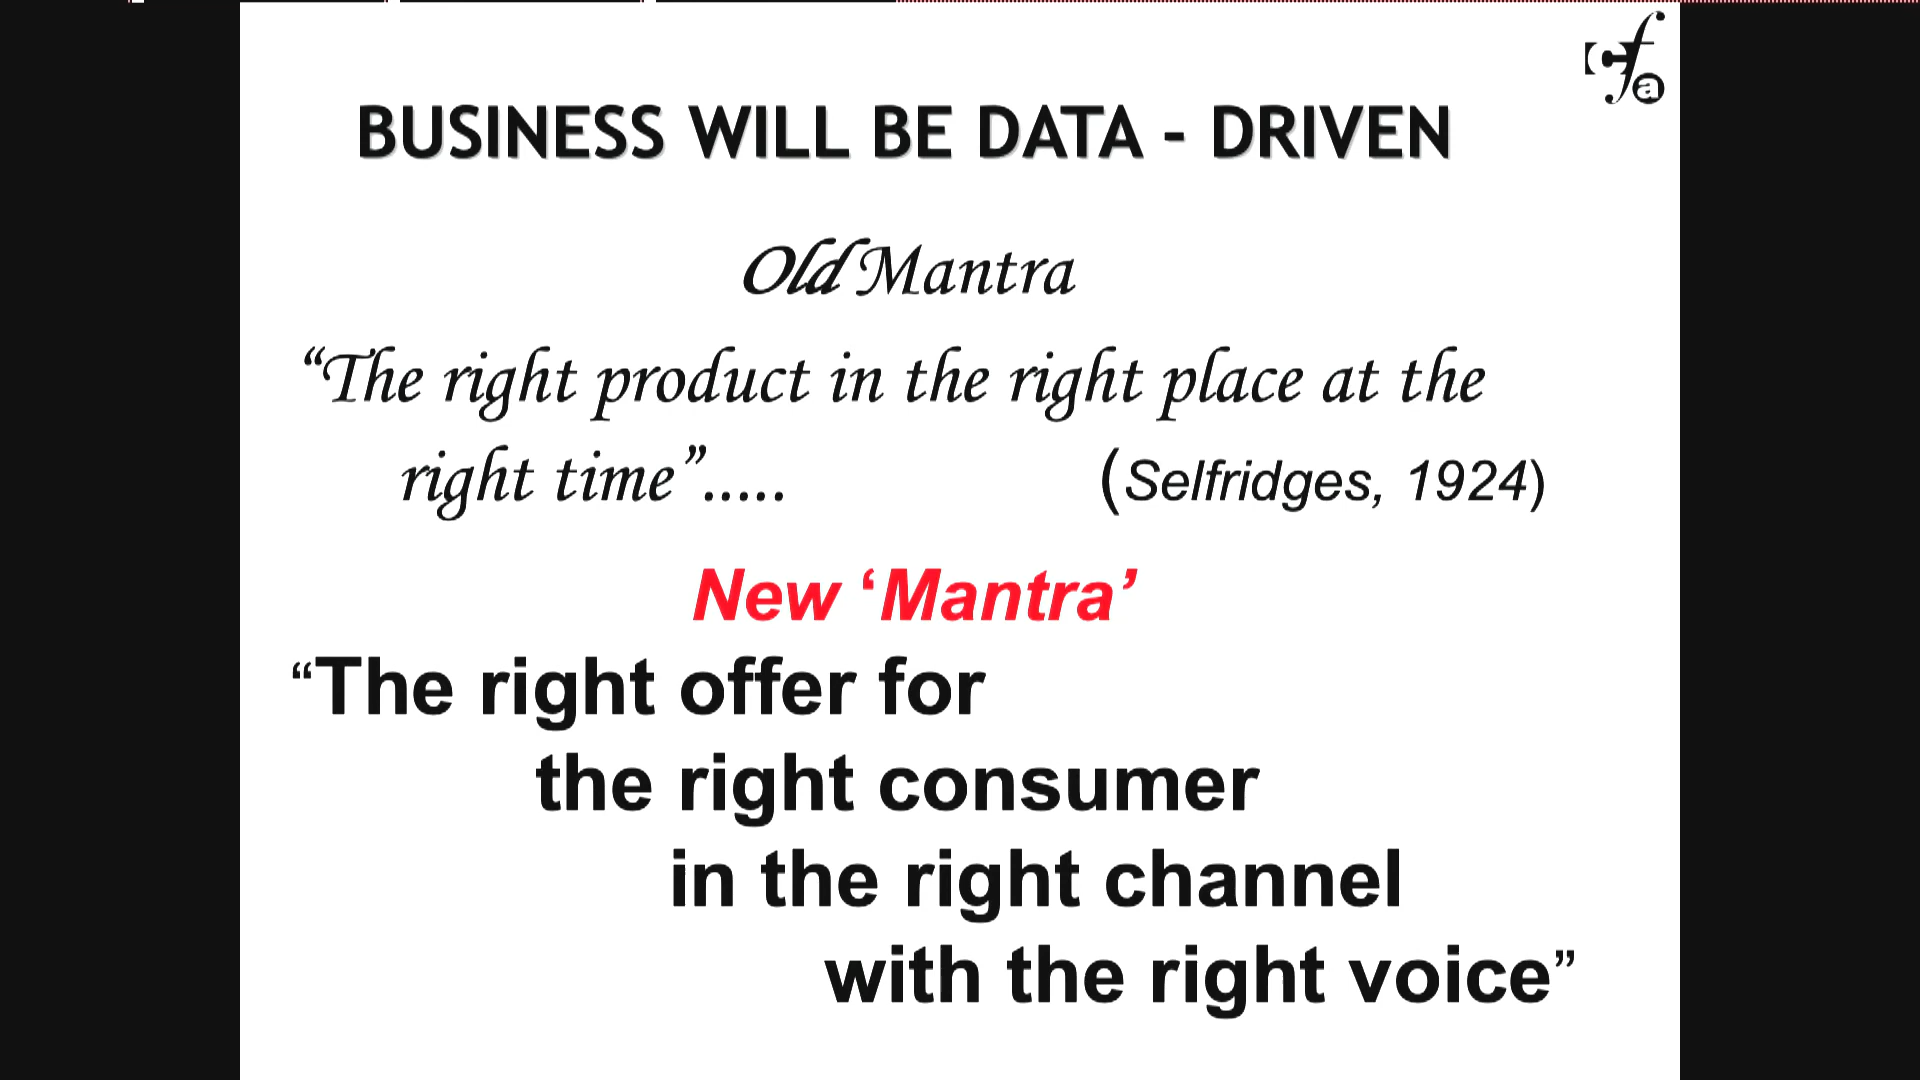 cfa
BUSINESS WILL BE DATA - DRIVEN
Old Mantra
“The right product in the right place at the
right time”..... (Selfridges, 1924)
New ‘Mantra’
“The right offer for
the right consumer
in the right channel
with the right voice”